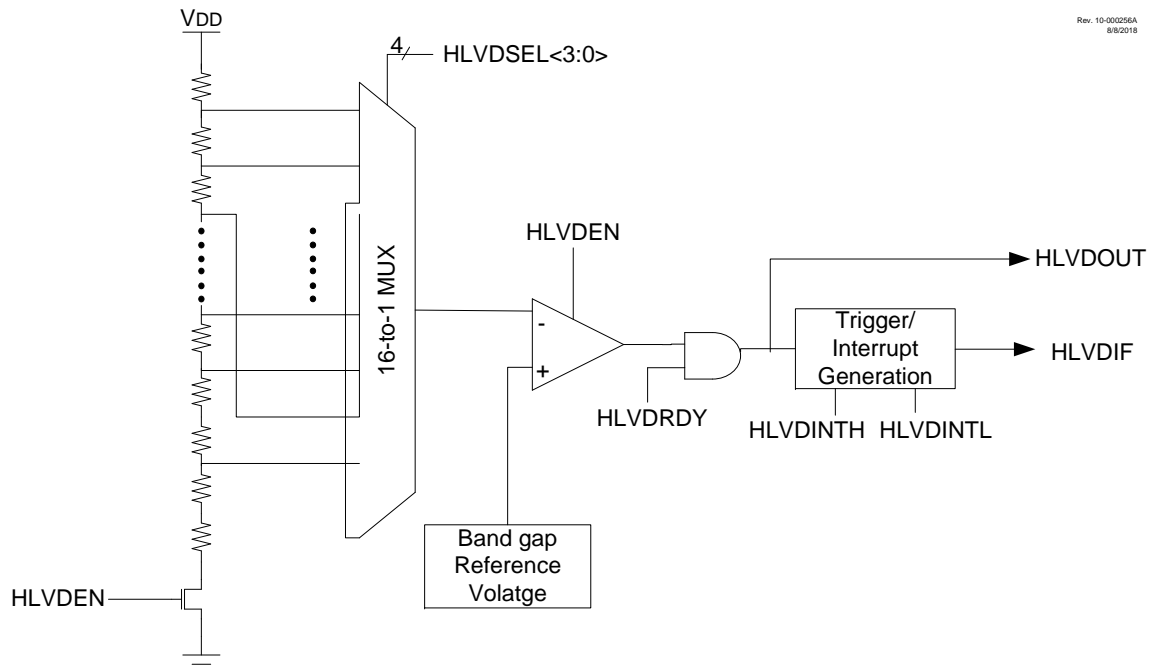 VDD
Rev. 10-000256A
8/8/2018
4
HLVDSEL<3:0>
16-to-1 MUX
HLVDEN
-
+
HLVDRDY
HLVDOUT
Trigger/
Interrupt
Generation
HLVDIF
HLVDINTH HLVDINTL
Band gap
Reference
Volatge
HLVDEN